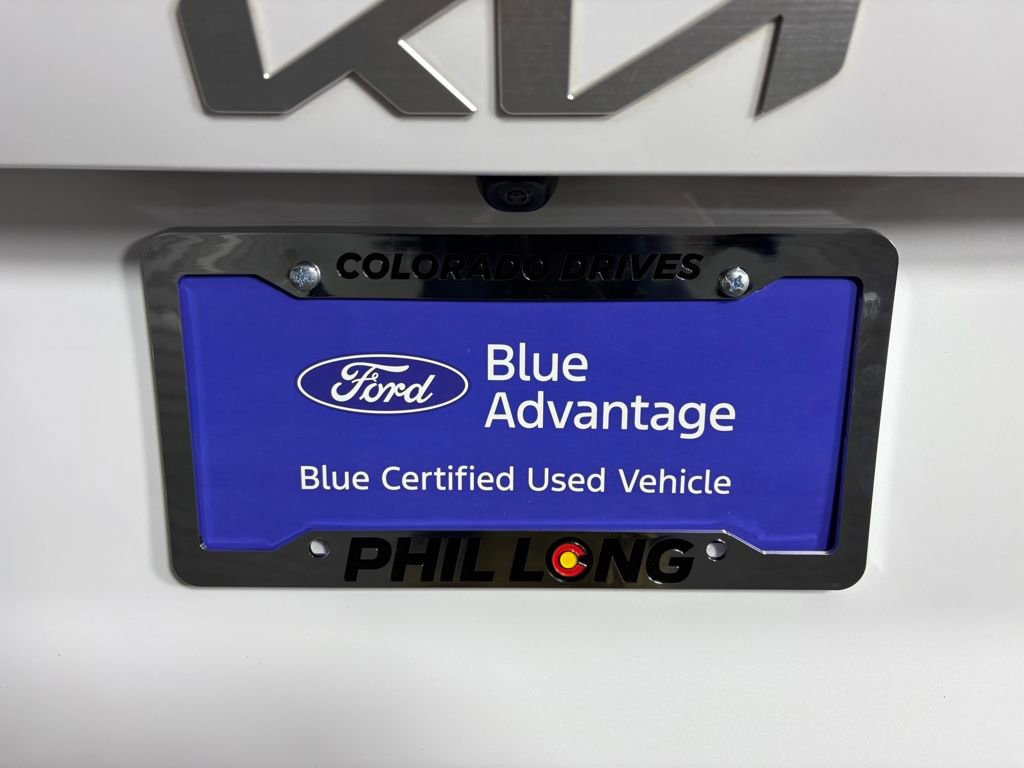 KIA
COLORADO DRIVES
Ford
Blue
Advantage
Blue Certified Used Vehicle
PHIL LONG